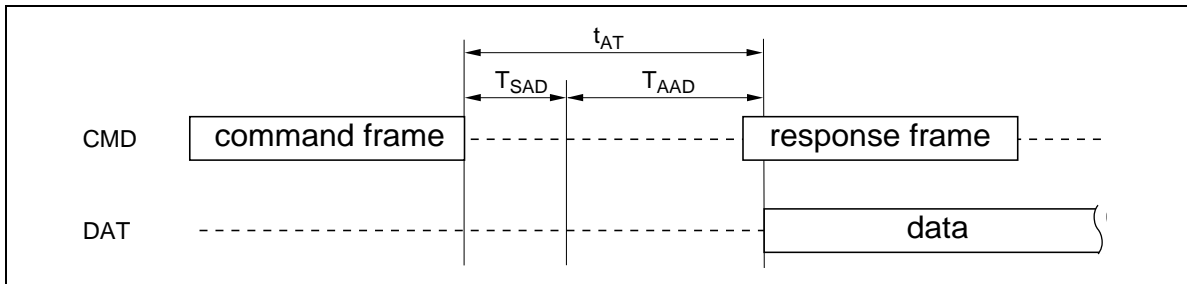 tAT
TSAD TAAD
CMD command frame response frame
DAT data